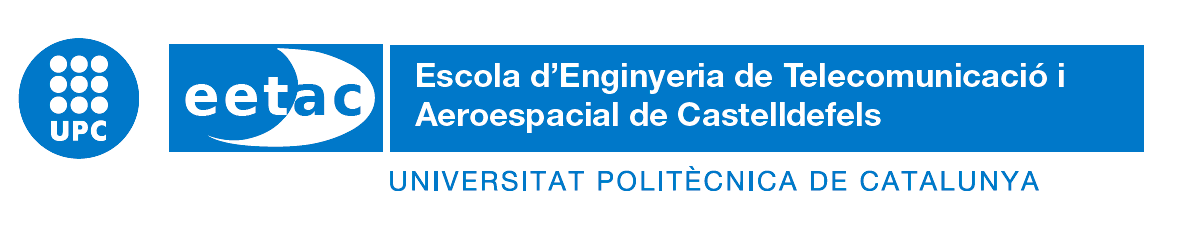 UPC
eetac
Escola d'Enginyeria de Telecomunicació i
Aeroespacial de Castelldefels
UNIVERSITAT POLITÈCNICA DE CATALUNYA